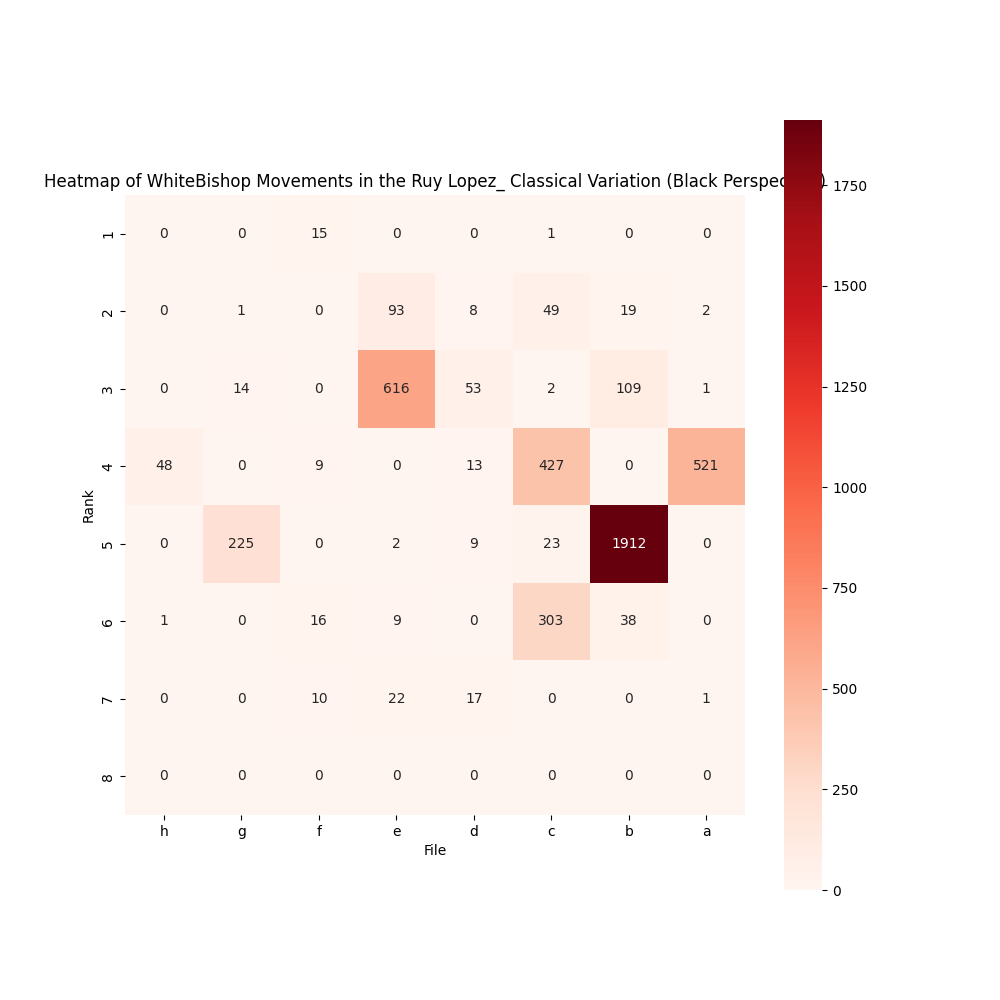 Heatmap of WhiteBishop Movements in the Ruy Lopez_ Classical Variation (Black Perspec )
1 0 0 15 0 0 1 0 0
2 0 1 0 93 8 49 19 2
3 0 14 0 616 53 2 109 1
4 48 0 9 0 13 427 0 521
5 0 225 0 2 9 23 1912 0
6 1 0 16 9 0 303 38 0
7 0 0 10 22 17 0 0 1
8 0 0 0 0 0 0 0 0
h g f e d c b a
File
Rank
1750
1500
1250
1000
750
500
250
0